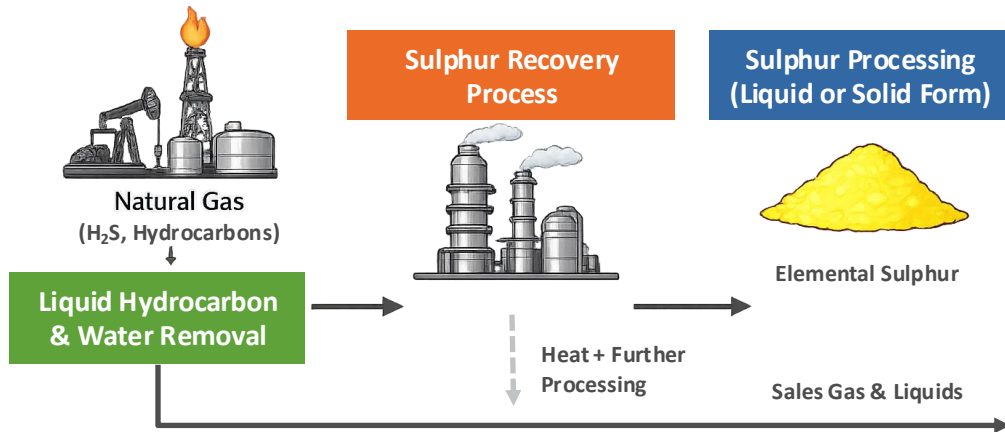 Sulphur Recovery
Process
Sulphur Processing
(Liquid or Solid Form)
Natural Gas
(H₂S, Hydrocarbons)
Liquid Hydrocarbon
& Water Removal
Elemental Sulphur
Heat + Further
Processing
Sales Gas & Liquids